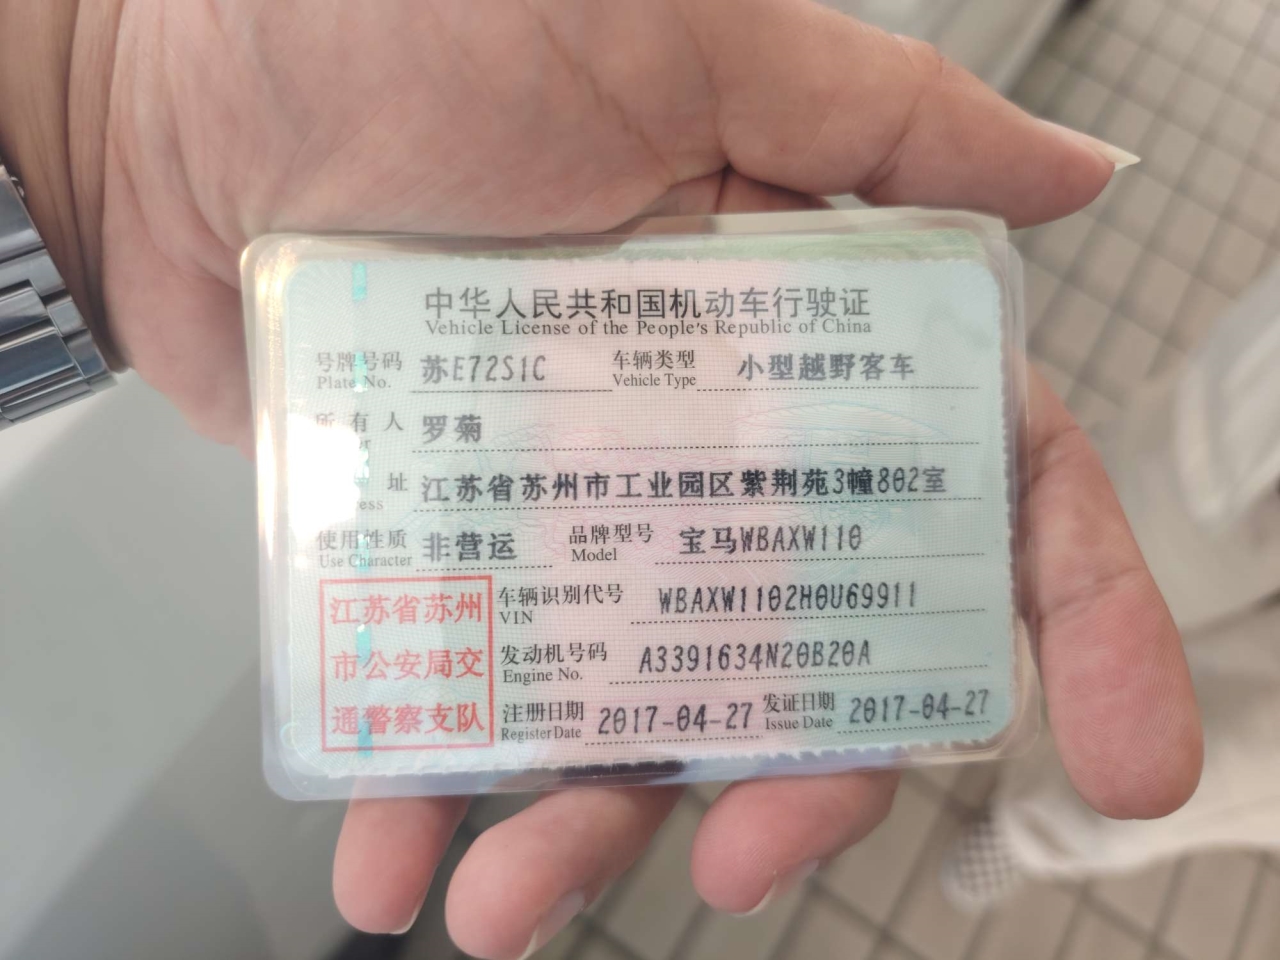 中华人民共和国机动车行驶证
Vehicle License of the People's Republic of China
号牌号码 苏E72S1C 车辆类型 小型越野客车
Plate No. Vehicle Type
所有人 罗菊
址 江苏省苏州市工业园区紫荆苑3幢802室
使用性质 非营运 品牌型号 宝马WBAXW110
Use Character Model
江苏省苏州
市公安局交
通警察支队
车辆识别代号 WBAXW1102H0U69911
VIN
发动机号码 A3391634N20B20A
Engine No.
注册日期 2017-04-27 发证日期 2017-04-27
Register Date Issue Date